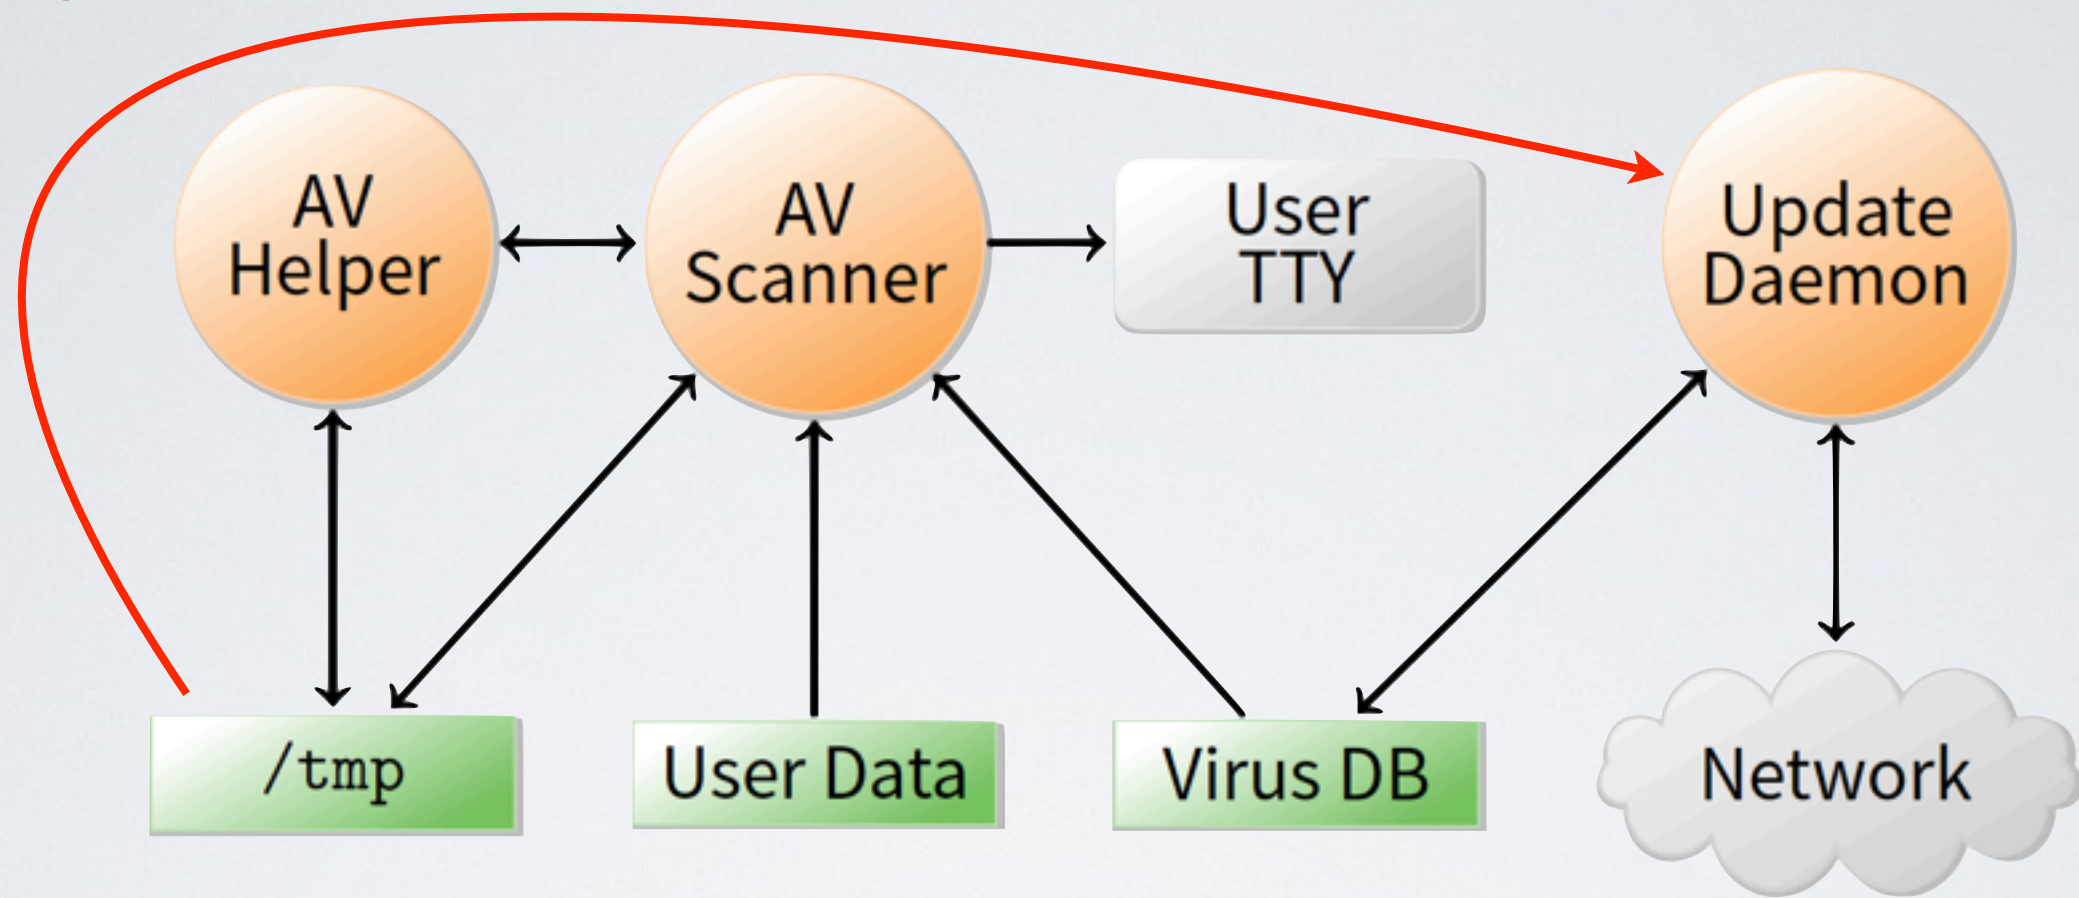 AV
Helper
AV
Scanner
User
TTY
Update
Daemon
/tmp
User Data
Virus DB
Network